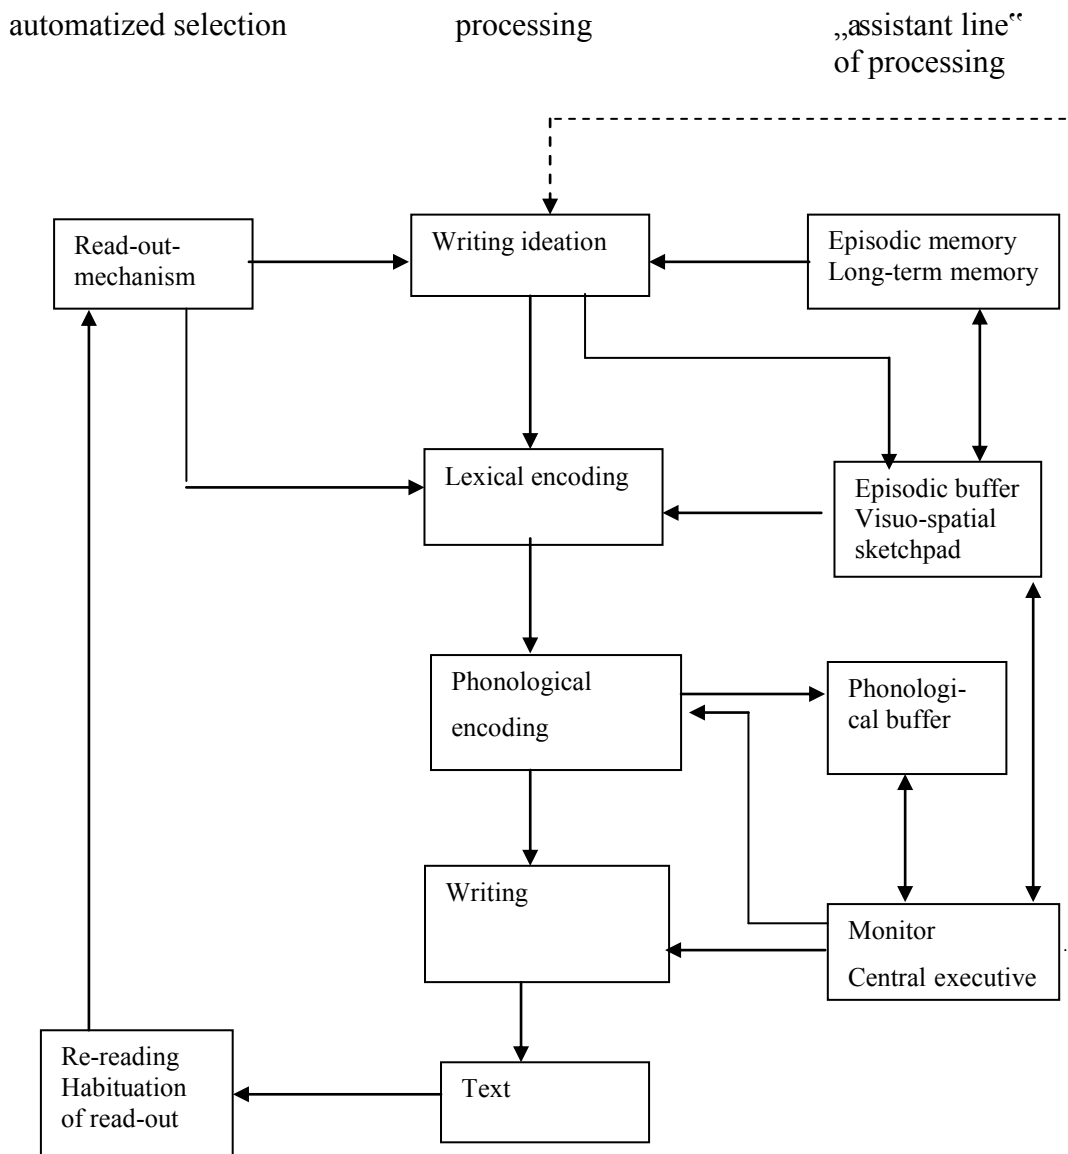 automatized selection
processing
„assistant line“
of processing
Read-out-
mechanism
Writing ideation
Episodic memory
Long-term memory
Lexical encoding
Episodic buffer
Visuo-spatial
sketchpad
Phonological
encoding
Phonologi-
cal buffer
Writing
Monitor
Central executive
Re-reading
Habituation
of read-out
Text